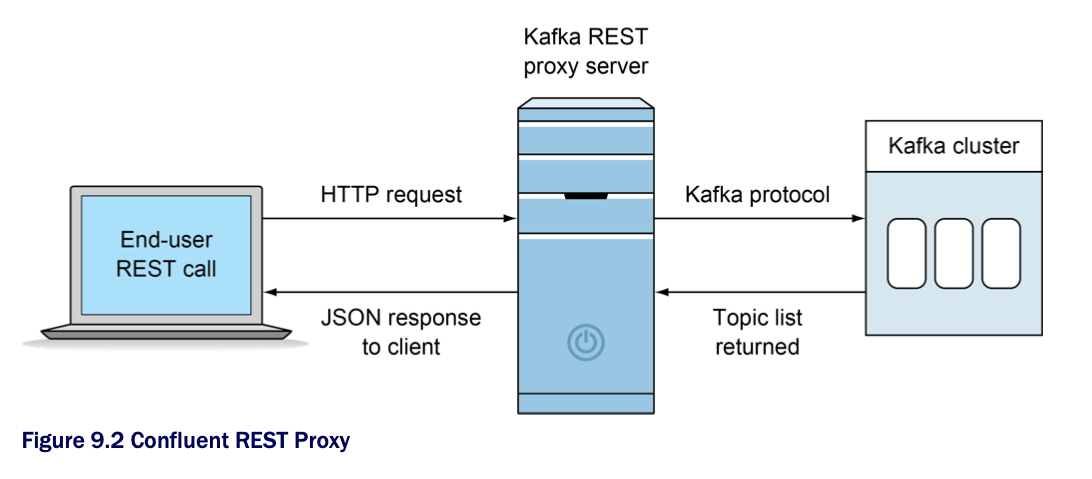 Kafka REST
proxy server
Kafka cluster
HTTP request
Kafka protocol
End-user
REST call
JSON response
to client
Topic list
returned
Figure 9.2 Confluent REST Proxy